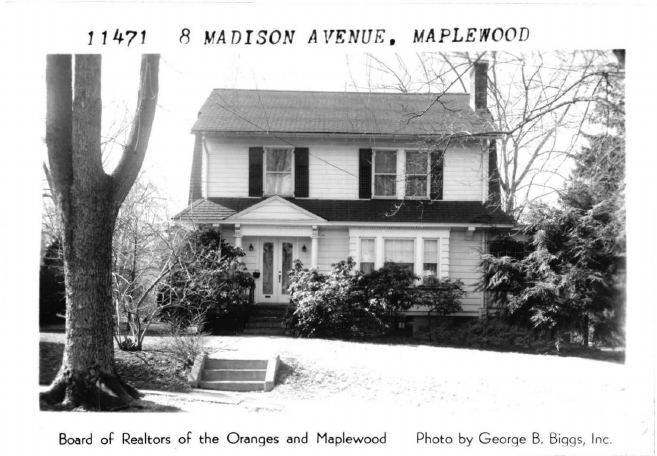 11471 8 MADISON AVENUE, MAPLEWOOD
Board of Realtors of the Oranges and Maplewood Photo by George B. Biggs, Inc.